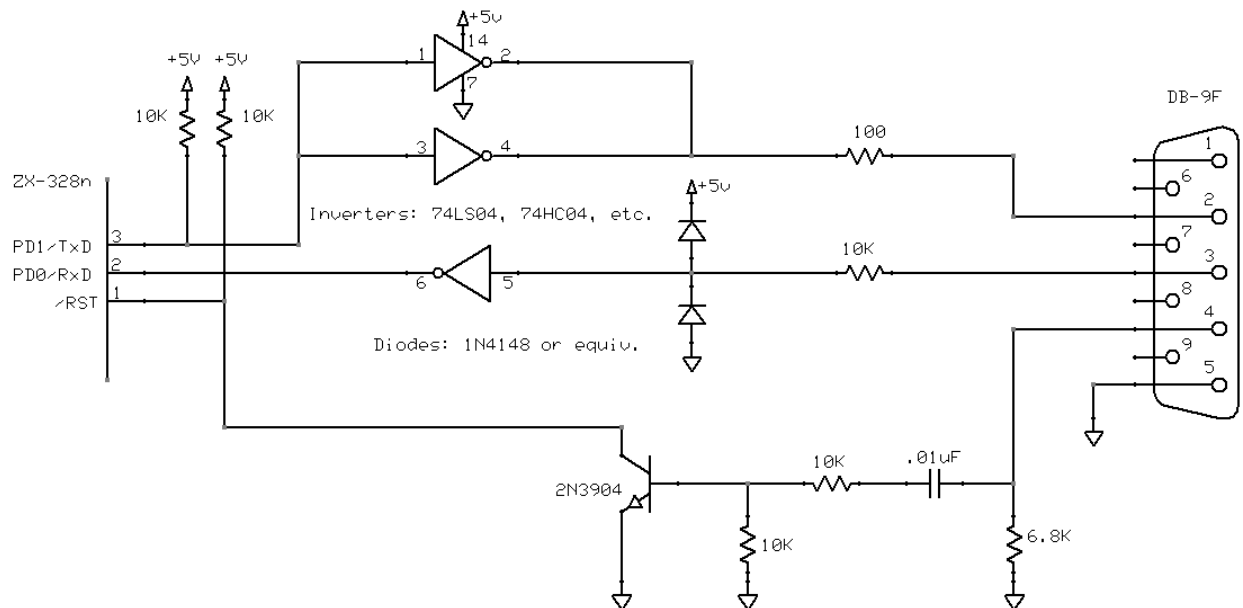 +5v
14
1
2
7
+5V +5V
10K
10K
DB-9F
3
4
100
1
6
2
7
3
8
4
9
5
ZX-328n
+5v
Inverters: 74LS04, 74HC04, etc.
PD1/TxD 3
PD0/RxD 2
/RST 1
6
5
10K
Diodes: 1N4148 or equiv.
2N3904
10K
.01uF
10K
6.8K